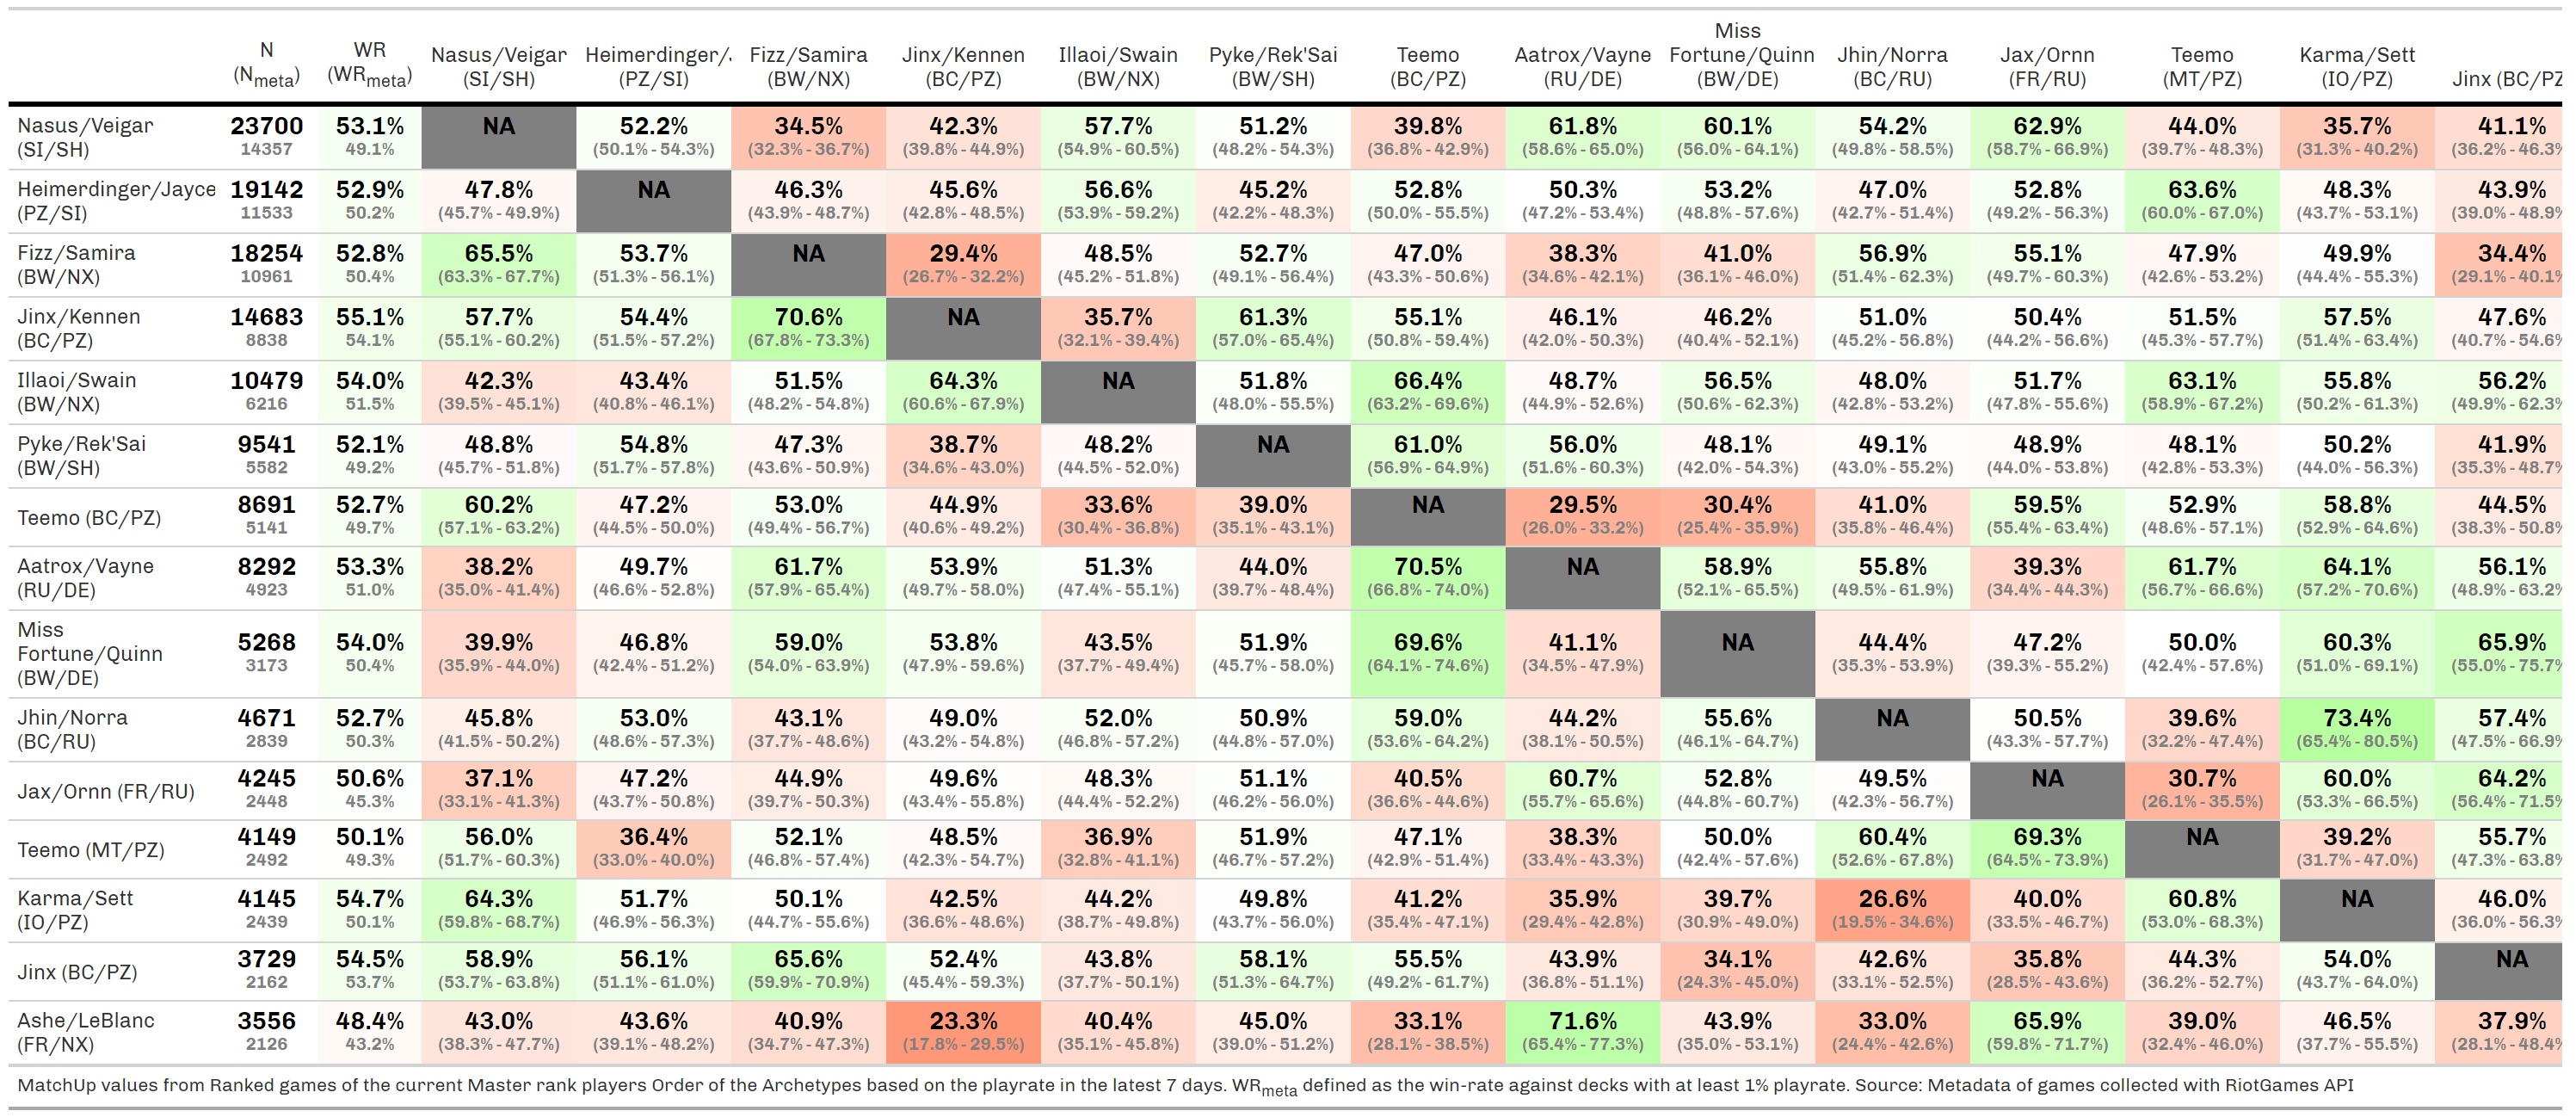 N (N_meta) WR (WR_meta) Nasus/Veigar (SI/SH) Heimerdinger/ (PZ/SI) Fizz/Samira (BW/NX) Jinx/Kennen (BC/PZ) Illaoi/Swain (BW/NX) Pyke/Rek'Sai (BW/SH) Teemo (BC/PZ) Aatrox/Vayne (RU/DE) Miss Fortune/Quinn (BW/DE) Jhin/Norra (BC/RU) Jax/Ornn (FR/RU) Teemo (MT/PZ) Karma/Sett (IO/PZ) Jinx (BC/PZ
Nasus/Veigar 23700 53.1% NA 52.2% 34.5% 42.3% 57.7% 51.2% 39.8% 61.8% 60.1% 54.2% 62.9% 44.0% 35.7% 41.1%
(SI/SH) 14357 49.1% (50.1% - 54.3%) (32.3% - 36.7%) (39.8% - 44.9%) (54.9% - 60.5%) (48.2% - 54.3%) (36.8% - 42.9%) (58.6% - 65.0%) (56.0% - 64.1%) (49.8% - 58.5%) (58.7% - 66.9%) (39.7% - 48.3%) (31.3% - 40.2%) (36.2% - 46.3%
Heimerdinger/Jayce 19142 52.9% 47.8% NA 46.3% 45.6% 56.6% 45.2% 52.8% 50.3% 53.2% 47.0% 52.8% 63.6% 48.3% 43.9%
(PZ/SI) 11533 50.2% (45.7% - 49.9%) (43.9% - 48.7%) (42.8% - 48.5%) (53.9% - 59.2%) (42.2% - 48.3%) (50.0% - 55.5%) (47.2% - 53.4%) (48.8% - 57.6%) (42.7% - 51.4%) (49.2% - 56.3%) (60.0% - 67.0%) (43.7% - 53.1%) (39.0% - 48.9%
Fizz/Samira 18254 52.8% 65.5% 53.7% NA 29.4% 48.5% 52.7% 47.0% 38.3% 41.0% 56.9% 55.1% 47.9% 49.9% 34.4%
(BW/NX) 10961 50.4% (63.3% - 67.7%) (51.3% - 56.1%) (26.7% - 32.2%) (45.2% - 51.8%) (49.1% - 56.4%) (43.3% - 50.6%) (34.6% - 42.1%) (36.1% - 46.0%) (51.4% - 62.3%) (49.7% - 60.3%) (42.6% - 53.2%) (44.4% - 55.3%) (29.1% - 40.1%
Jinx/Kennen 14683 55.1% 57.7% 54.4% 70.6% NA 35.7% 61.3% 55.1% 46.1% 46.2% 51.0% 50.4% 51.5% 57.5% 47.6%
(BC/PZ) 8838 54.1% (55.1% - 60.2%) (51.5% - 57.2%) (67.8% - 73.3%) (32.1% - 39.4%) (57.0% - 65.4%) (50.8% - 59.4%) (42.0% - 50.3%) (40.4% - 52.1%) (45.2% - 56.8%) (44.2% - 56.6%) (45.3% - 57.7%) (51.4% - 63.4%) (40.7% - 54.6%
Illaoi/Swain 10479 54.0% 42.3% 43.4% 51.5% 64.3% NA 51.8% 66.4% 48.7% 56.5% 48.0% 51.7% 63.1% 55.8% 56.2%
(BW/NX) 6216 51.5% (39.5% - 45.1%) (40.8% - 46.1%) (48.2% - 54.8%) (60.6% - 67.9%) (48.0% - 55.5%) (63.2% - 69.6%) (44.9% - 52.6%) (50.6% - 62.3%) (42.8% - 53.2%) (47.8% - 55.6%) (58.9% - 67.2%) (50.2% - 61.3%) (49.9% - 62.3%
Pyke/Rek'Sai 9541 52.1% 48.8% 54.8% 47.3% 38.7% 48.2% NA 61.0% 56.0% 48.1% 49.1% 48.9% 48.1% 50.2% 41.9%
(BW/SH) 5582 49.2% (45.7% - 51.8%) (51.7% - 57.8%) (43.6% - 50.9%) (34.6% - 43.0%) (44.5% - 52.0%) (56.9% - 64.9%) (51.6% - 60.3%) (42.0% - 54.3%) (43.0% - 55.2%) (44.0% - 53.8%) (42.8% - 53.3%) (44.0% - 56.3%) (35.3% - 48.7%
Teemo (BC/PZ) 8691 52.7% 60.2% 47.2% 53.0% 44.9% 33.6% 39.0% NA 29.5% 30.4% 41.0% 59.5% 52.9% 58.8% 44.5%
5141 49.7% (57.1% - 63.2%) (44.5% - 50.0%) (49.4% - 56.7%) (40.6% - 49.2%) (30.4% - 36.8%) (35.1% - 43.1%) (26.0% - 33.2%) (25.4% - 35.9%) (35.8% - 46.4%) (55.4% - 63.4%) (48.6% - 57.1%) (52.9% - 64.6%) (38.3% - 50.8%
Aatrox/Vayne 8292 53.3% 38.2% 49.7% 61.7% 53.9% 51.3% 44.0% 70.5% NA 58.9% 55.8% 39.3% 61.7% 64.1% 56.1%
(RU/DE) 4923 51.0% (35.0% - 41.4%) (46.6% - 52.8%) (57.9% - 65.4%) (49.7% - 58.0%) (47.4% - 55.1%) (39.7% - 48.4%) (66.8% - 74.0%) (52.1% - 65.5%) (49.5% - 61.9%) (34.4% - 44.3%) (56.7% - 66.6%) (57.2% - 70.6%) (48.9% - 63.2%
Miss
Fortune/Quinn 5268 54.0% 39.9% 46.8% 59.0% 53.8% 43.5% 51.9% 69.6% 41.1% NA 44.4% 47.2% 50.0% 60.3% 65.9%
(BW/DE) 3173 50.4% (35.9% - 44.0%) (42.4% - 51.2%) (54.0% - 63.9%) (47.9% - 59.6%) (37.7% - 49.4%) (45.7% - 58.0%) (64.1% - 74.6%) (34.5% - 47.9%) (35.3% - 53.9%) (39.3% - 55.2%) (42.4% - 57.6%) (51.0% - 69.1%) (55.0% - 75.7%
Jhin/Norra 4671 52.7% 45.8% 53.0% 43.1% 49.0% 52.0% 50.9% 59.0% 44.2% 55.6% NA 50.5% 39.6% 73.4% 57.4%
(BC/RU) 2839 50.3% (41.5% - 50.2%) (48.6% - 57.3%) (37.7% - 48.6%) (43.2% - 54.8%) (46.8% - 57.2%) (44.8% - 57.0%) (53.6% - 64.2%) (38.1% - 50.5%) (46.1% - 64.7%) (43.3% - 57.7%) (32.2% - 47.4%) (65.4% - 80.5%) (47.5% - 66.9%
Jax/Ornn (FR/RU) 4245 50.6% 37.1% 47.2% 44.9% 49.6% 48.3% 51.1% 40.5% 60.7% 52.8% 49.5% NA 30.7% 60.0% 64.2%
2448 45.3% (33.1% - 41.3%) (43.7% - 50.8%) (39.7% - 50.3%) (43.4% - 55.8%) (44.4% - 52.2%) (46.2% - 56.0%) (36.6% - 44.6%) (55.7% - 65.6%) (44.8% - 60.7%) (42.3% - 56.7%) (26.1% - 35.5%) (53.3% - 66.5%) (56.4% - 71.5%
Teemo (MT/PZ) 4149 50.1% 56.0% 36.4% 52.1% 48.5% 36.9% 51.9% 47.1% 38.3% 50.0% 60.4% 69.3% NA 39.2% 55.7%
2492 49.3% (51.7% - 60.3%) (33.0% - 40.0%) (46.8% - 57.4%) (42.3% - 54.7%) (32.8% - 41.1%) (46.7% - 57.2%) (42.9% - 51.4%) (33.4% - 43.3%) (42.4% - 57.6%) (52.6% - 67.8%) (64.5% - 73.9%) (31.7% - 47.0%) (47.3% - 63.8%
Karma/Sett 4145 54.7% 64.3% 51.7% 50.1% 42.5% 44.2% 49.8% 41.2% 35.9% 39.7% 26.6% 40.0% 60.8% NA 46.0%
(IO/PZ) 2439 50.1% (59.8% - 68.7%) (46.9% - 56.3%) (44.7% - 55.6%) (36.6% - 48.6%) (38.7% - 49.8%) (43.7% - 56.0%) (35.4% - 47.1%) (29.4% - 42.8%) (30.9% - 49.0%) (19.5% - 34.6%) (33.5% - 46.7%) (53.0% - 68.3%) (36.0% - 56.3%
Jinx (BC/PZ) 3729 54.5% 58.9% 56.1% 65.6% 52.4% 43.8% 58.1% 55.5% 43.9% 34.1% 42.6% 35.8% 44.3% 54.0% NA
2162 53.7% (53.7% - 63.8%) (51.1% - 61.0%) (59.9% - 70.9%) (45.4% - 59.3%) (37.7% - 50.1%) (51.3% - 64.7%) (49.2% - 61.7%) (36.8% - 51.1%) (24.3% - 45.0%) (33.1% - 52.5%) (28.5% - 43.6%) (36.2% - 52.7%) (43.7% - 64.0%)
Ashe/LeBlanc 3556 48.4% 43.0% 43.6% 40.9% 23.3% 40.4% 45.0% 33.1% 71.6% 43.9% 33.0% 65.9% 39.0% 46.5% 37.9%
(FR/NX) 2126 43.2% (38.3% - 47.7%) (39.1% - 48.2%) (34.7% - 47.3%) (17.8% - 29.5%) (35.1% - 45.8%) (39.0% - 51.2%) (28.1% - 38.5%) (65.4% - 77.3%) (35.0% - 53.1%) (24.4% - 42.6%) (59.8% - 71.7%) (32.4% - 46.0%) (37.7% - 55.5%) (28.1% - 48.4%
MatchUp values from Ranked games of the current Master rank players Order of the Archetypes based on the playrate in the latest 7 days. WR_meta defined as the win-rate against decks with at least 1% playrate. Source: Metadata of games collected with RiotGames API